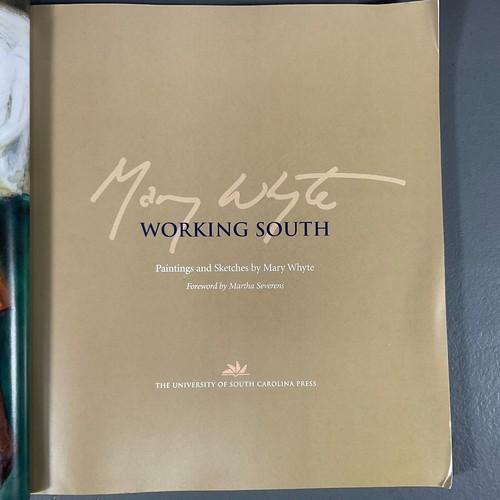 Mary Whyte
WORKING SOUTH
Paintings and Sketches by Mary Whyte
Foreword by Martha Severens
THE UNIVERSITY OF SOUTH CAROLINA PRESS